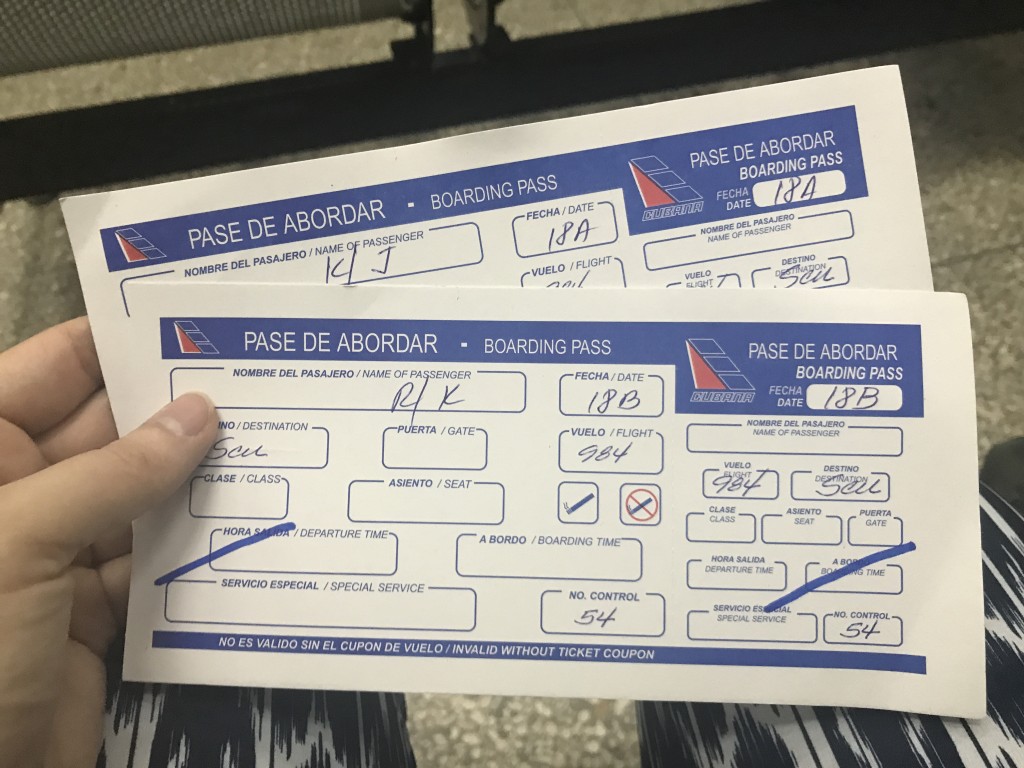 PASE DE ABORDAR - BOARDING PASS
NOMBRE DEL PASAJERO / NAME OF PASSENGER
K/ J
FECHA / DATE
18A
VUELO / FLIGHT
CUBANA
PASE DE ABORDAR
BOARDING PASS
FECHA
DATE
18A
NOMBRE DEL PASAJERO
NAME OF PASSENGER
VUELO
FLIGHT
DESTINO
DESTINATION
SCU
PASE DE ABORDAR - BOARDING PASS
NOMBRE DEL PASAJERO / NAME OF PASSENGER
R/ K
FECHA / DATE
18B
INO / DESTINATION
SCU
PUERTA / GATE
VUELO / FLIGHT
984
CLASE / CLASS
ASIENTO / SEAT
HORA SALIDA / DEPARTURE TIME
A BORDO / BOARDING TIME
SERVICIO ESPECIAL / SPECIAL SERVICE
NO. CONTROL
54
NO ES VALIDO SIN EL CUPON DE VUELO / INVALID WITHOUT TICKET COUPON
CUBANA
PASE DE ABORDAR
BOARDING PASS
FECHA
DATE
18B
NOMBRE DEL PASAJERO
NAME OF PASSENGER
VUELO
FLIGHT
984
DESTINO
DESTINATION
SCU
CLASE
CLASS
ASIENTO
SEAT
PUERTA
GATE
HORA SALIDA
DEPARTURE TIME
A BORDO
BOARDING TIME
SERVICIO ESPECIAL
SPECIAL SERVICE
NO. CONTROL
54